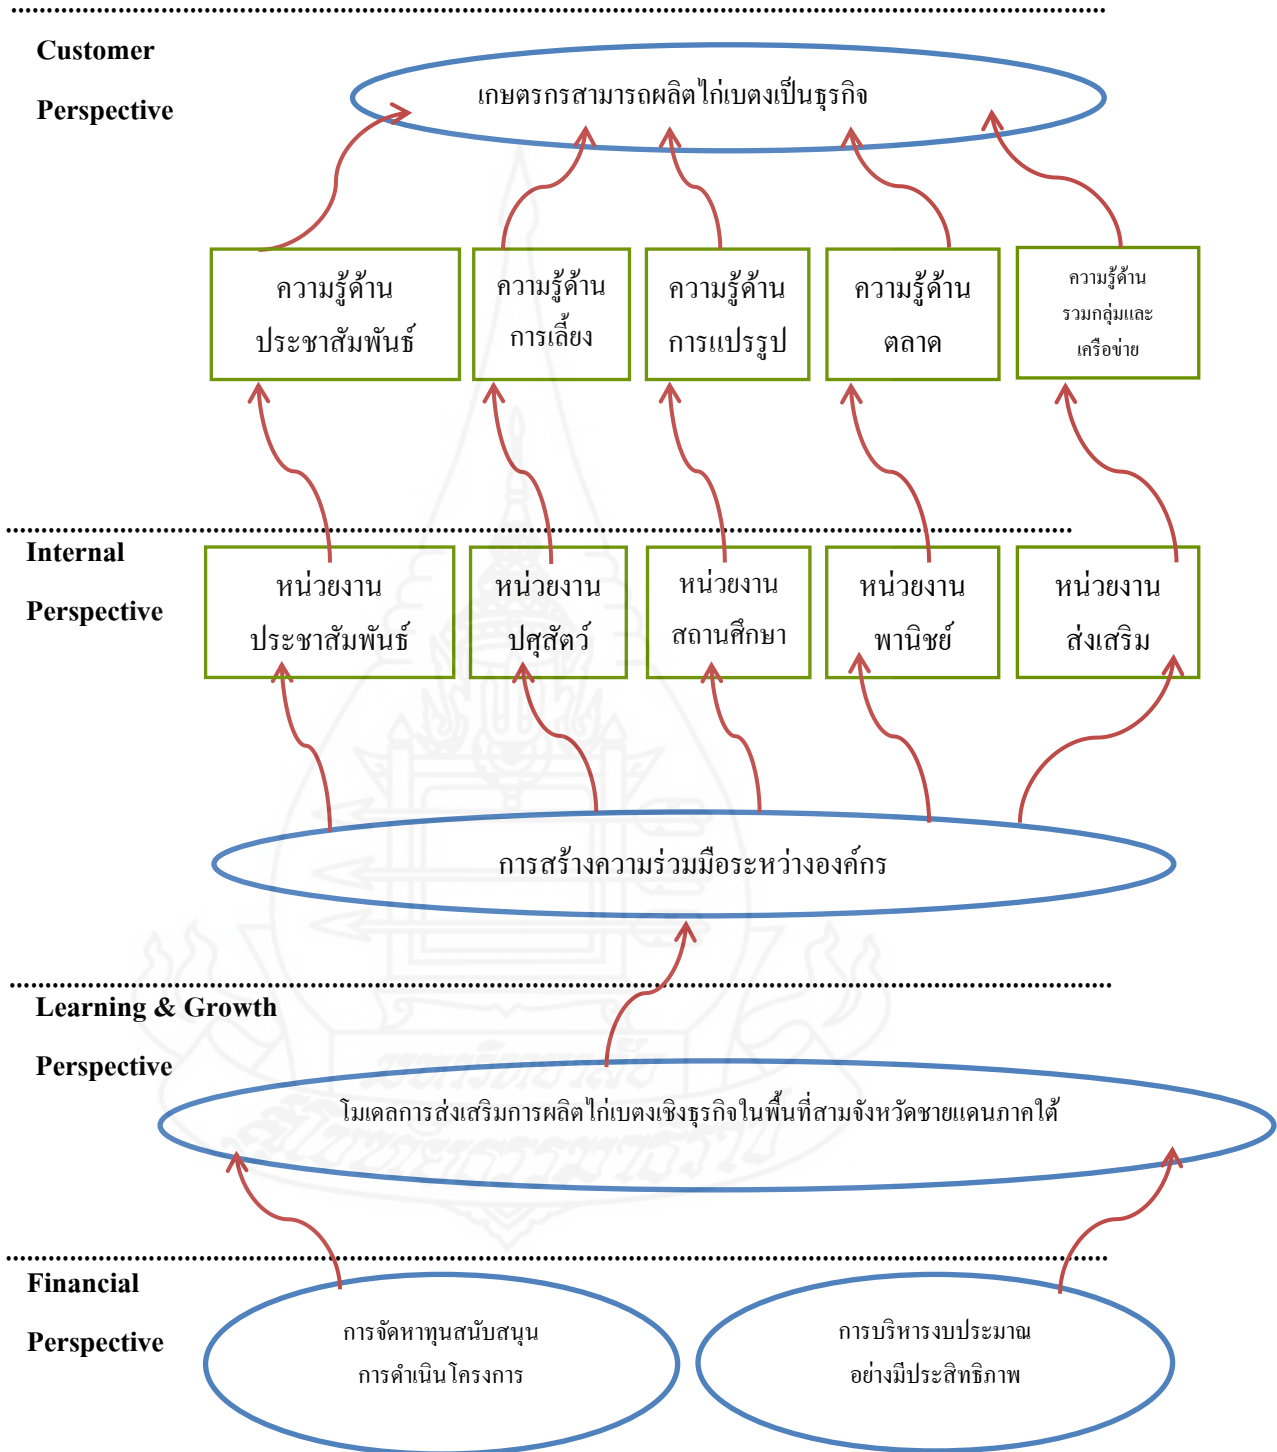 Customer
Perspective
เกษตรกรสามารถผลิตไก่เบตงเป็นธุรกิจ
ความรู้ด้าน
ประชาสัมพันธ์
ความรู้ด้าน
การเลี้ยง
ความรู้ด้าน
การแปรรูป
ความรู้ด้าน
ตลาด
ความรู้ด้าน
รวมกลุ่มและ
เครือข่าย
Internal
Perspective
หน่วยงาน
ประชาสัมพันธ์
หน่วยงาน
ปศุสัตว์
หน่วยงาน
สถานศึกษา
หน่วยงาน
พานิชย์
หน่วยงาน
ส่งเสริม
การสร้างความร่วมมือระหว่างองค์กร
Learning & Growth
Perspective
โมเดลการส่งเสริมการผลิตไก่เบตงเชิงธุรกิจในพื้นที่สามจังหวัดชายแดนภาคใต้
Financial
Perspective
การจัดหาทุนสนับสนุน
การดำเนินโครงการ
การบริหารงบประมาณ
อย่างมีประสิทธิภาพ